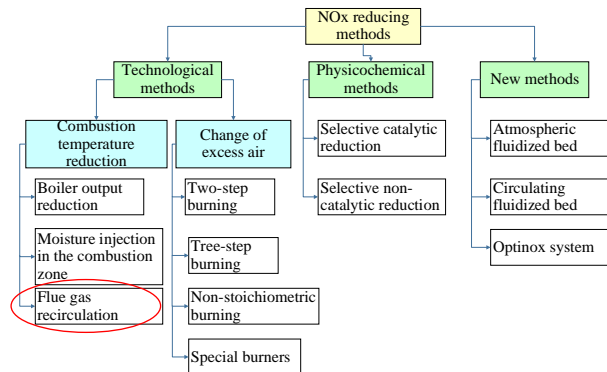 NOx reducing
methods
Technological
methods
Physicochemical
methods
New methods
Combustion
temperature
reduction
Change of
excess air
Selective catalytic
reduction
Selective non-
catalytic reduction
Atmospheric
fluidized bed
Circulating
fluidized bed
Optinox system
Boiler output
reduction
Moisture injection
in the combustion
zone
Flue gas
recirculation
Two-step
burning
Tree-step
burning
Non-stoichiometric
burning
Special burners